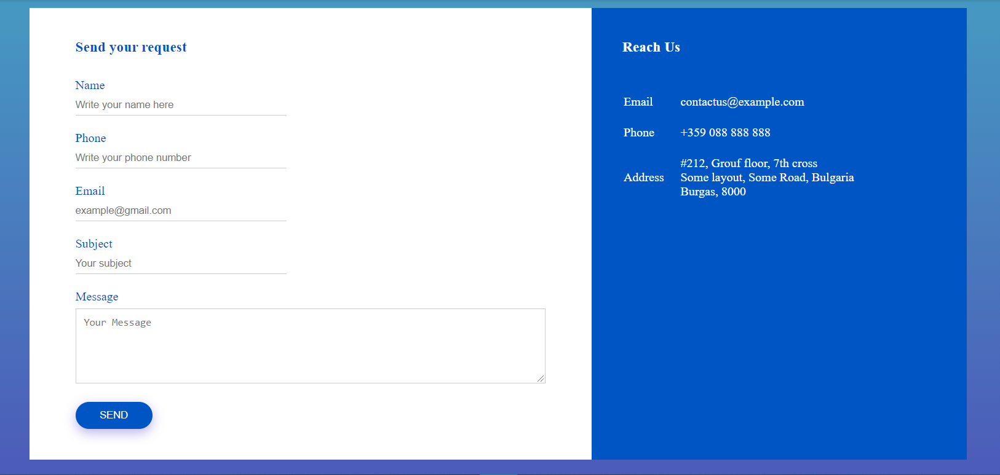 Send your request
Name
Write your name here
Phone
Write your phone number
Email
example@gmail.com
Subject
Your subject
Message
Your Message
SEND
Reach Us
Email contactus@example.com
Phone +359 088 888 888
#212, Grouf floor, 7th cross
Address Some layout, Some Road, Bulgaria
Burgas, 8000